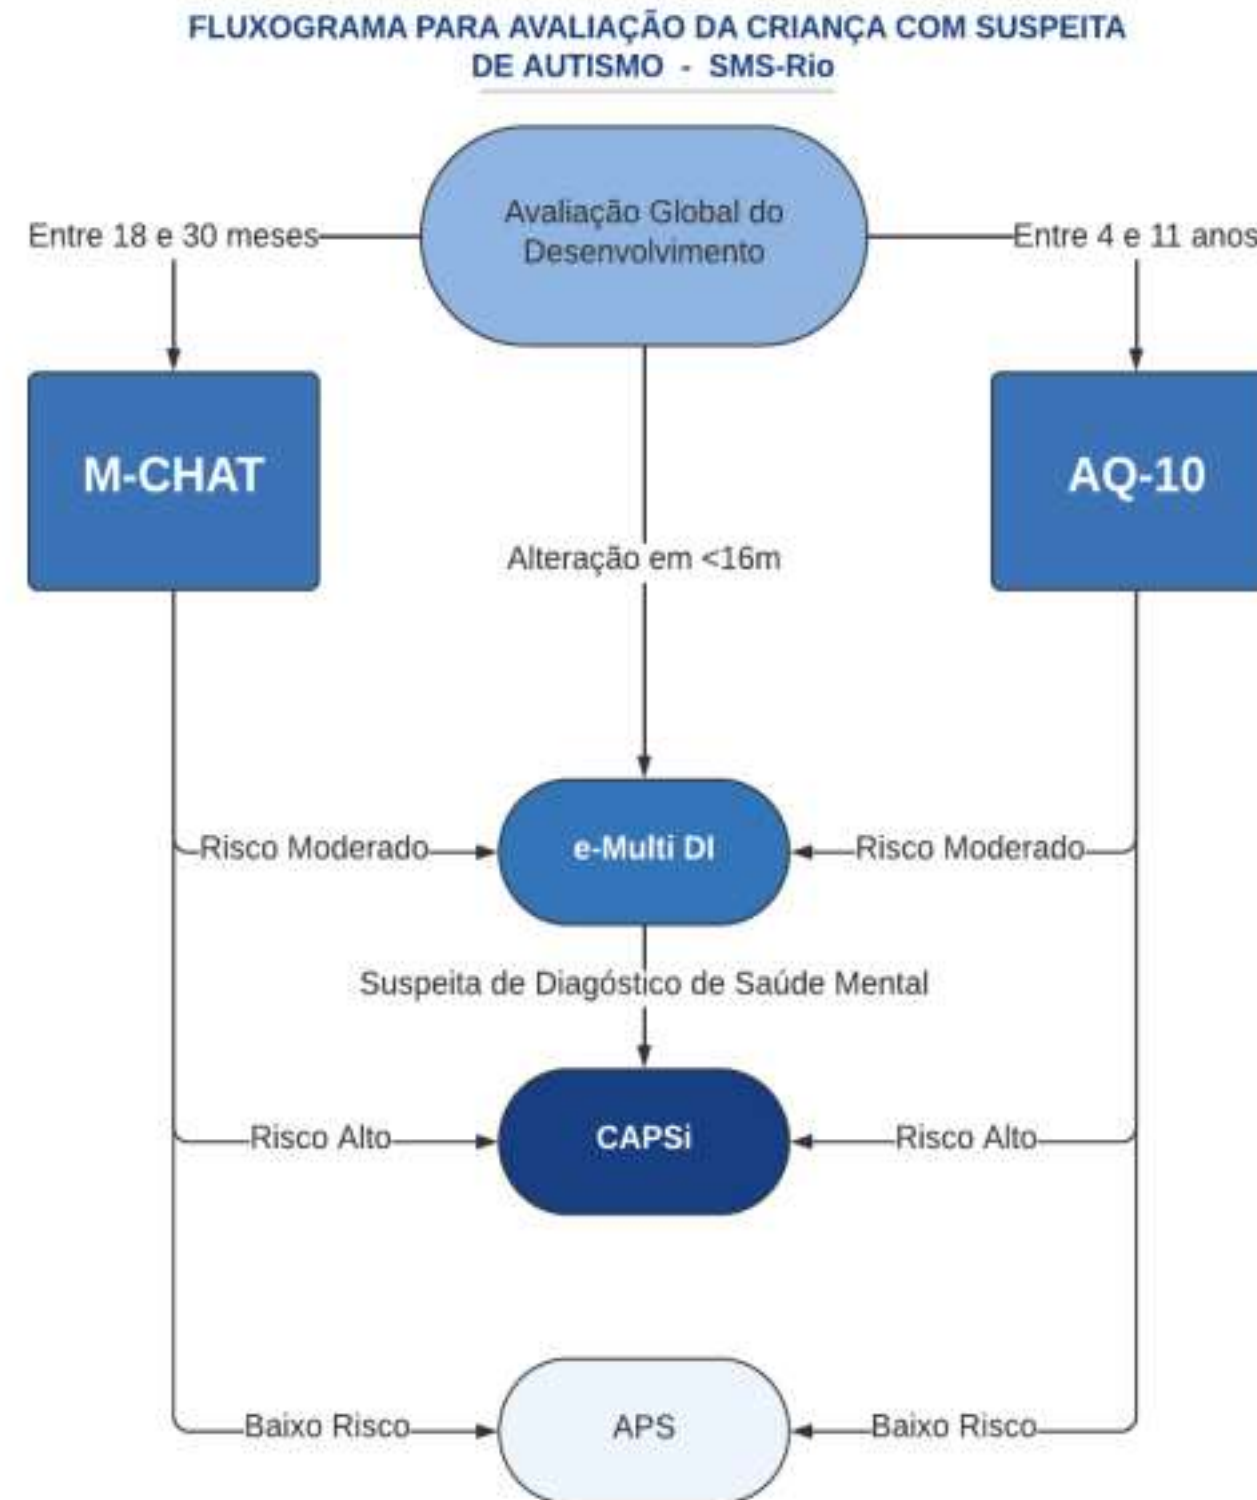 FLUXOGRAMA PARA AVALIAÇÃO DA CRIANÇA COM SUSPEITA
DE AUTISMO - SMS-Rio
Avaliação Global do
Desenvolvimento
Entre 18 e 30 meses
Entre 4 e 11 anos
M-CHAT
AQ-10
Alteração em <16m
Risco Moderado
e-Multi DI
Risco Moderado
Suspeita de Diagóstico de Saúde Mental
Risco Alto
CAPSi
Risco Alto
Baixo Risco
APS
Baixo Risco